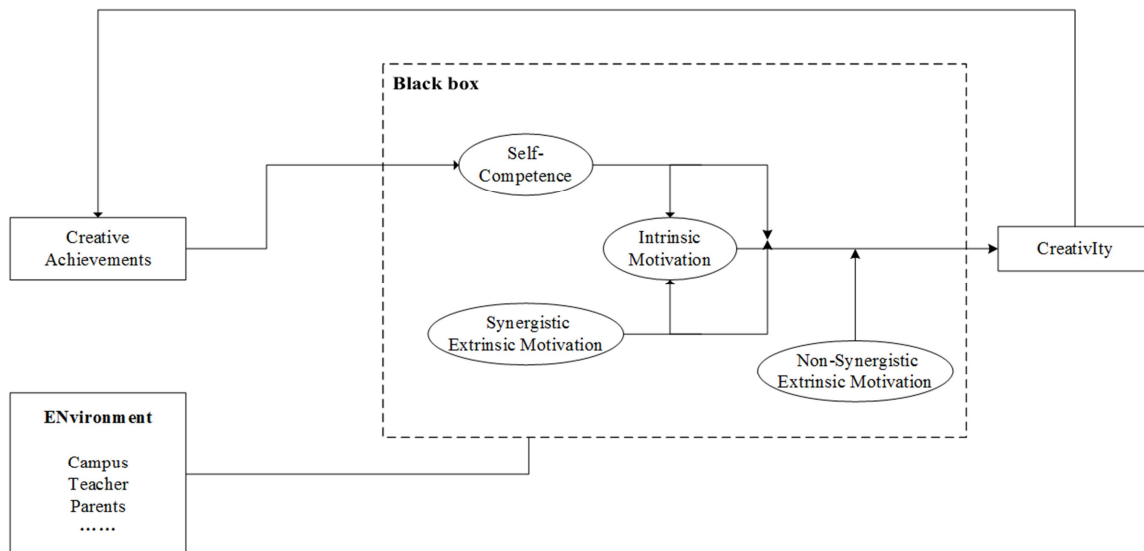 Black box
Self-
Competence
Creative
Achievements
Intrinsic
Motivation
CreativIty
Synergistic
Extrinsic Motivation
Non-Synergistic
Extrinsic Motivation
ENvironment
Campus
Teacher
Parents
……